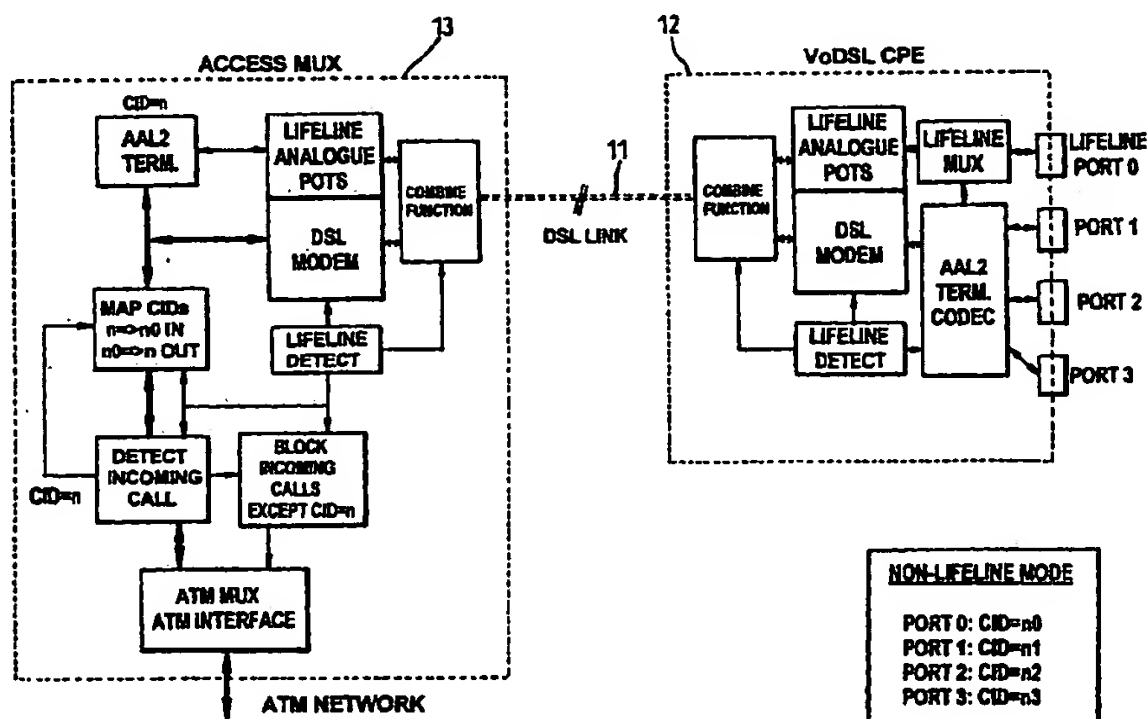 13
ACCESS MUX
CID=n
AAL2
TERM.
LIFELINE
ANALOGUE
POTS
DSL
MODEM
COMBINE
FUNCTION
MAP CIDs
n=>n0 IN
n0=>n OUT
LIFELINE
DETECT
DETECT
INCOMING
CALL
CID=n
BLOCK
INCOMING
CALLS
EXCEPT CID=n
ATM MUX
ATM INTERFACE
ATM NETWORK
11
DSL LINK
12
VoDSL CPE
COMBINE
FUNCTION
LIFELINE
ANALOGUE
POTS
DSL
MODEM
LIFELINE
DETECT
LIFELINE
MUX
AAL2
TERM.
CODEC
LIFELINE
PORT 0
PORT 1
PORT 2
PORT 3
NON-LIFELINE MODE
PORT 0: CID=n0
PORT 1: CID=n1
PORT 2: CID=n2
PORT 3: CID=n3